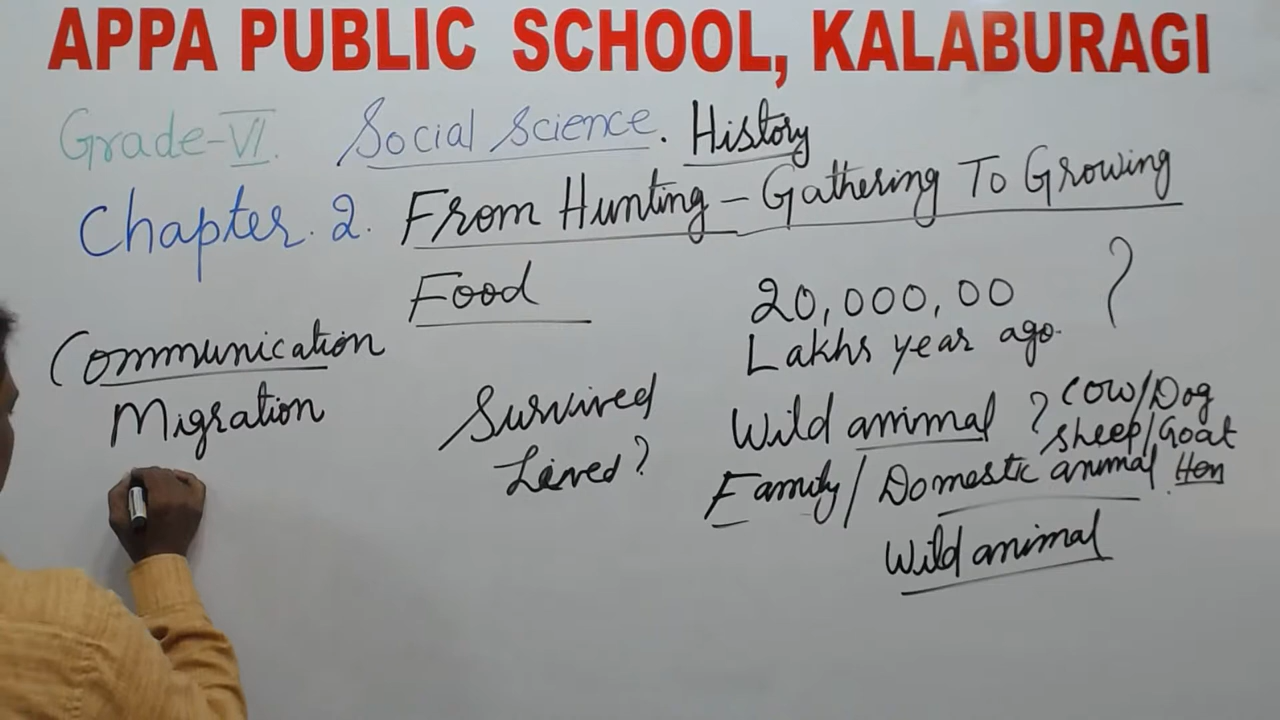 APPA PUBLIC SCHOOL, KALABURAGI
Grade-VI. Social Science. History
Chapter. 2. From Hunting - Gathering To Growing
Food
20,000,00 ?
Lakhs year ago.
Communication
Migration
Survived
Lived?
Wild animal ? Cow/Dog
Sheep/Goat
Family/Domestic animal. Hen
Wild animal